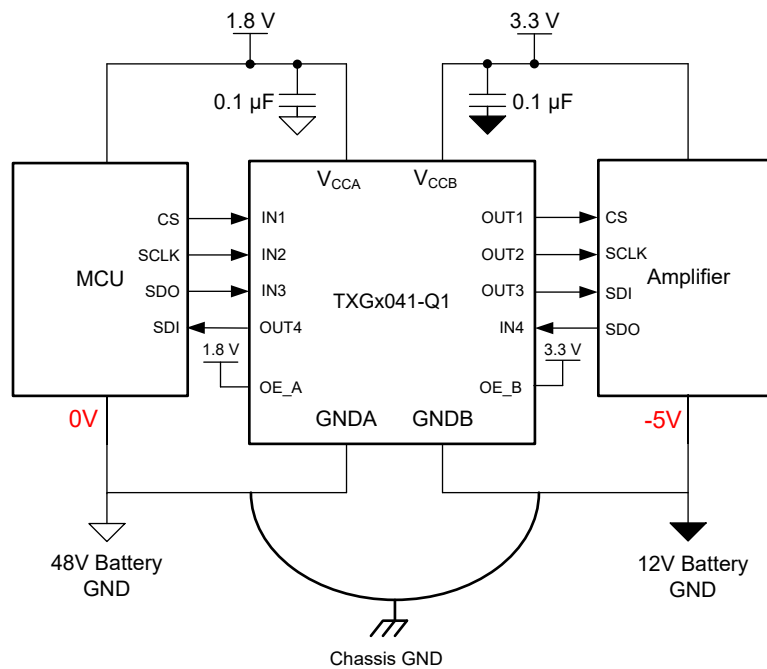 1.8 V
3.3 V
0.1 µF
0.1 µF
VCCA
VCCB
CS
IN1
OUT1
CS
SCLK
IN2
OUT2
SCLK
MCU
TXGx041-Q1
Amplifier
SDO
IN3
OUT3
SDI
SDI
OUT4
IN4
SDO
1.8 V
3.3 V
OE_A
OE_B
GNDA
GNDB
0V
-5V
48V Battery
GND
12V Battery
GND
Chassis GND